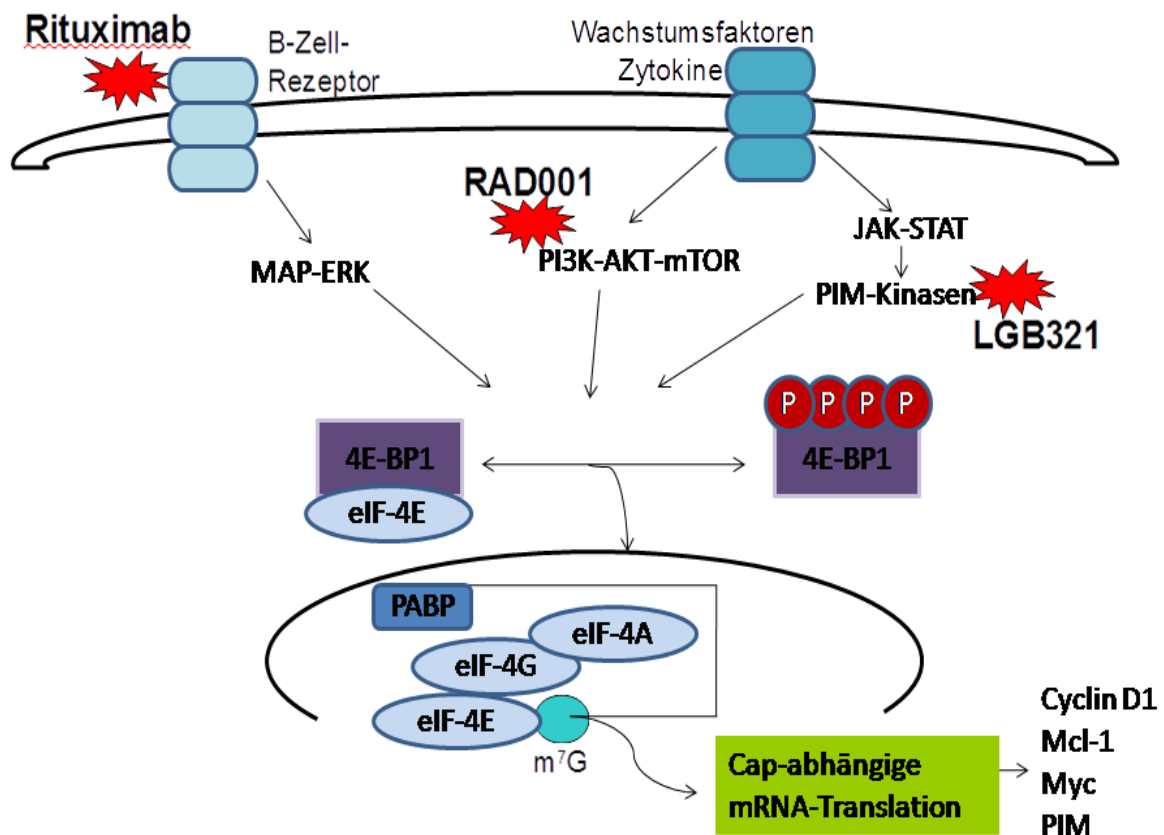 Rituximab
B-Zell-
Rezeptor
Wachstumsfaktoren
Zytokine
RAD001
MAP-ERK
PI3K-AKT-mTOR
JAK-STAT
PIM-Kinasen
LGB321
4E-BP1
eIF-4E
P P P P
4E-BP1
PABP
eIF-4A
eIF-4G
eIF-4E
m⁷G
Cap-abhängige
mRNA-Translation
Cyclin D1
Mcl-1
Myc
PIM